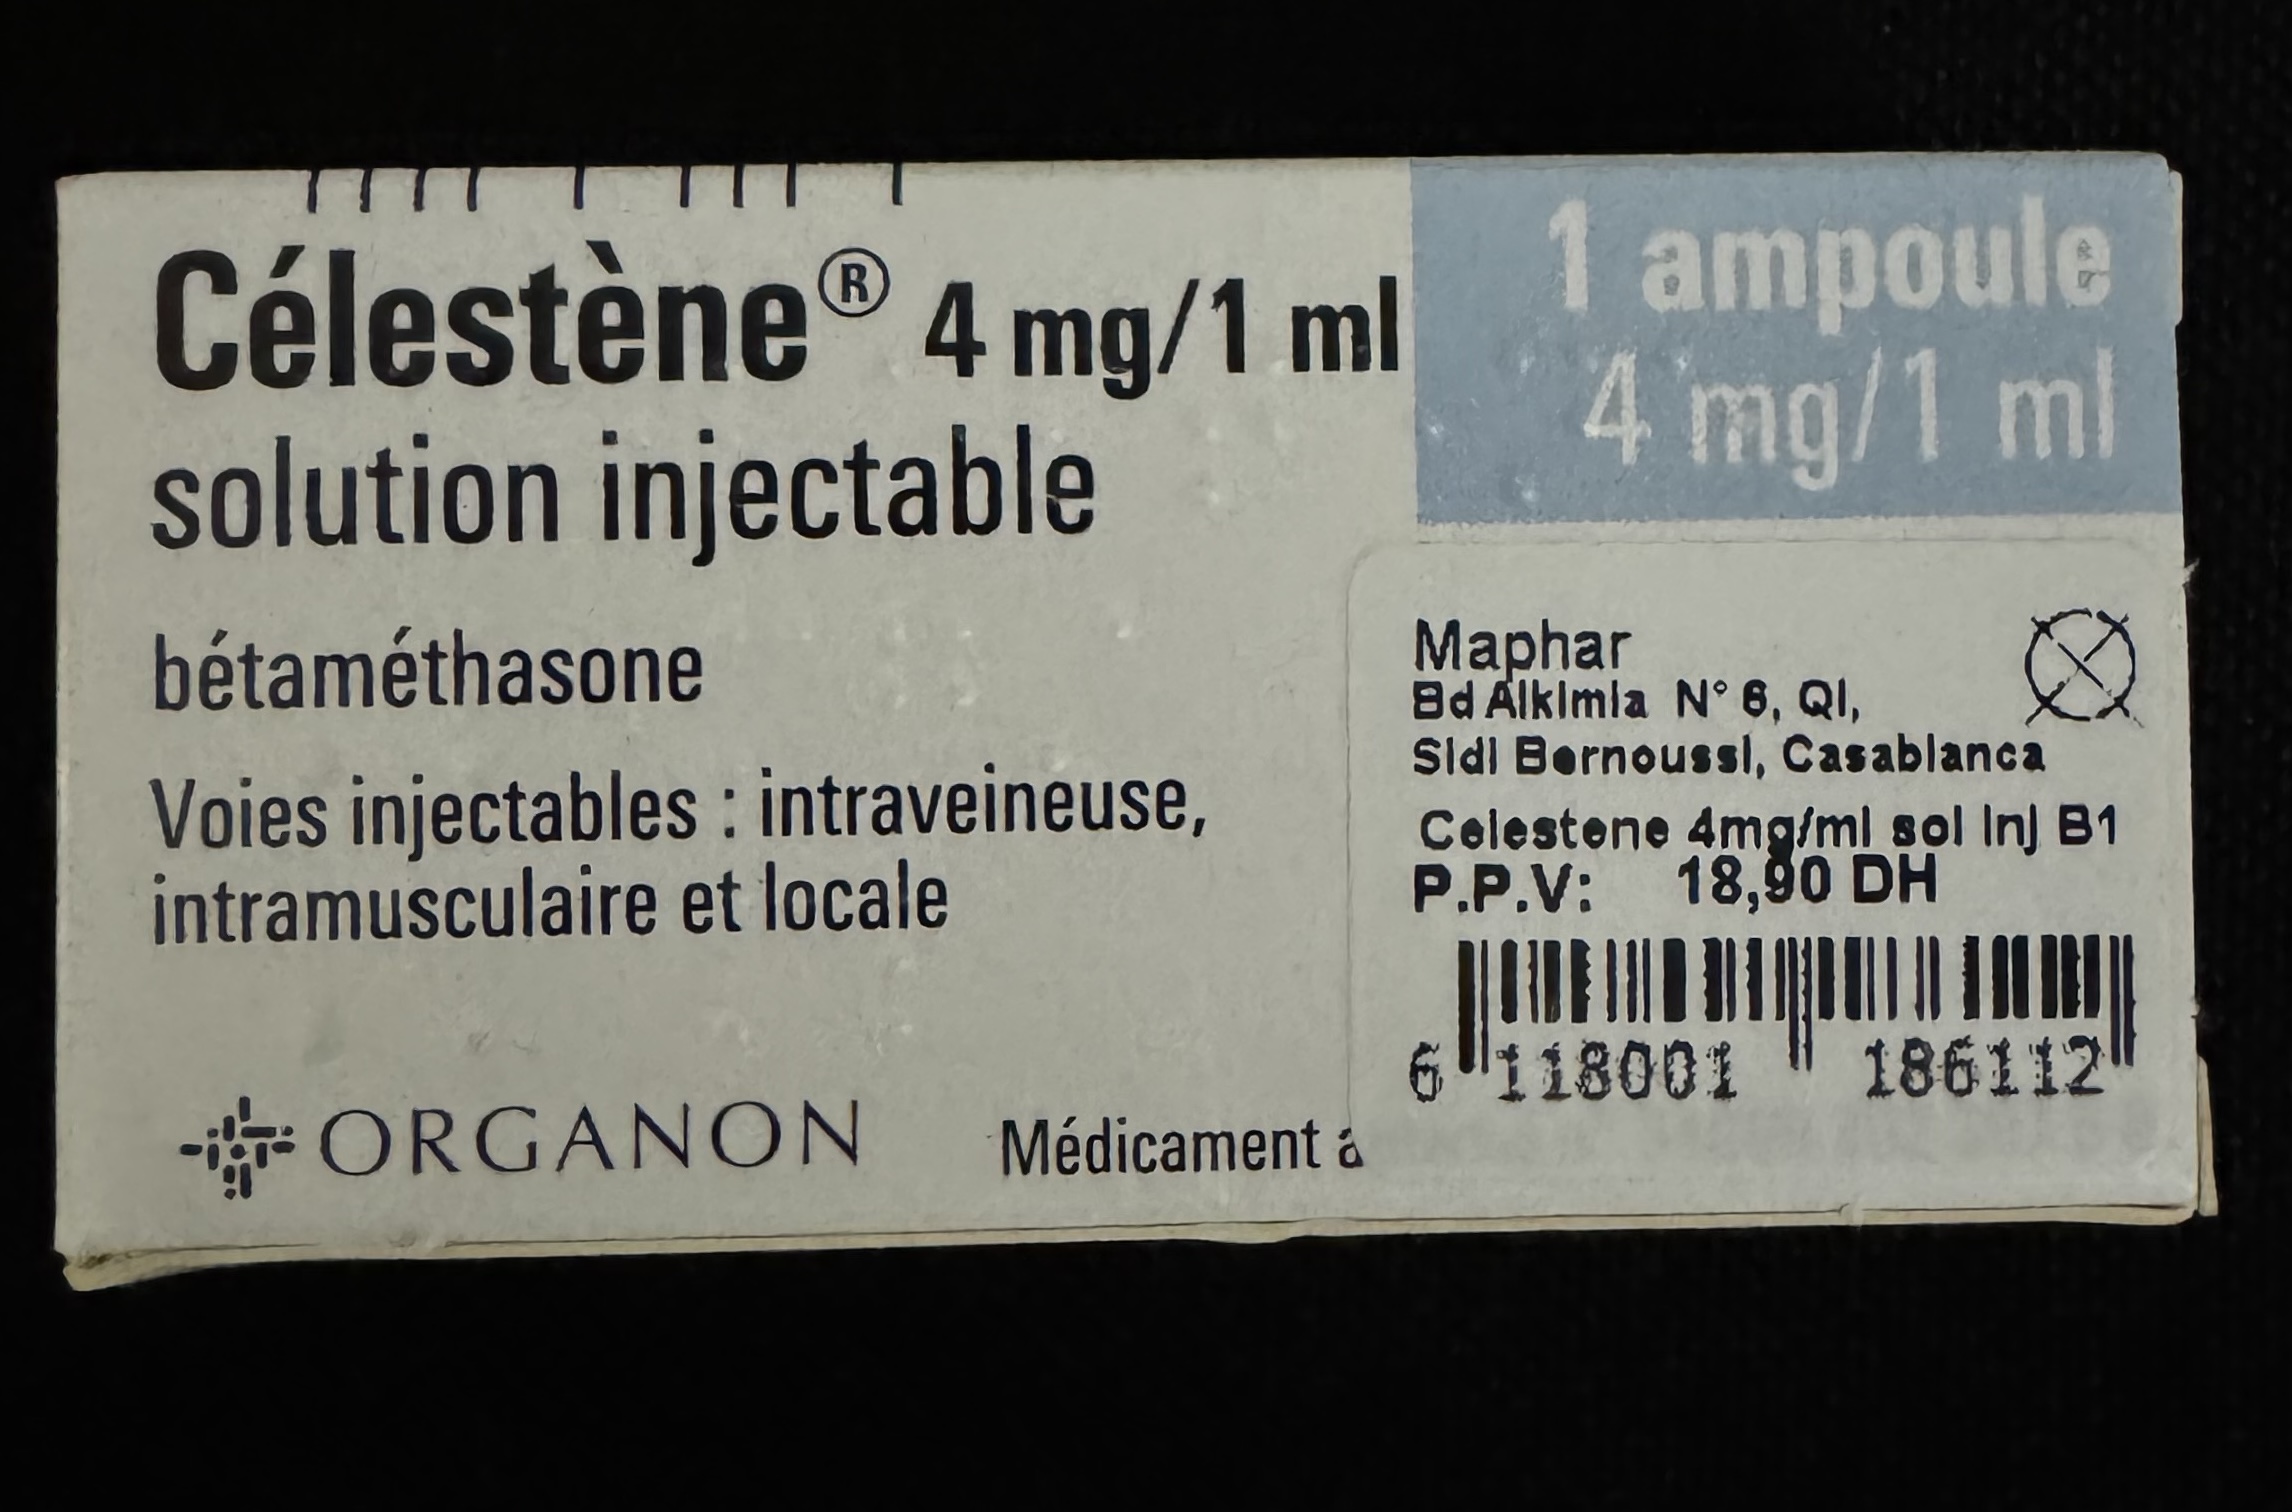 Célestène® 4 mg/1 ml
solution injectable
bétaméthasone
Voies injectables : intraveineuse,
intramusculaire et locale
ORGANON
Médicament a
1 ampoule
4 mg/1 ml
Maphar
Bd Alkimia N° 6, QI,
Sidi Bernoussi, Casablanca
Celestene 4mg/ml sol inj B1
P.P.V: 18,90 DH
6 118001 186112